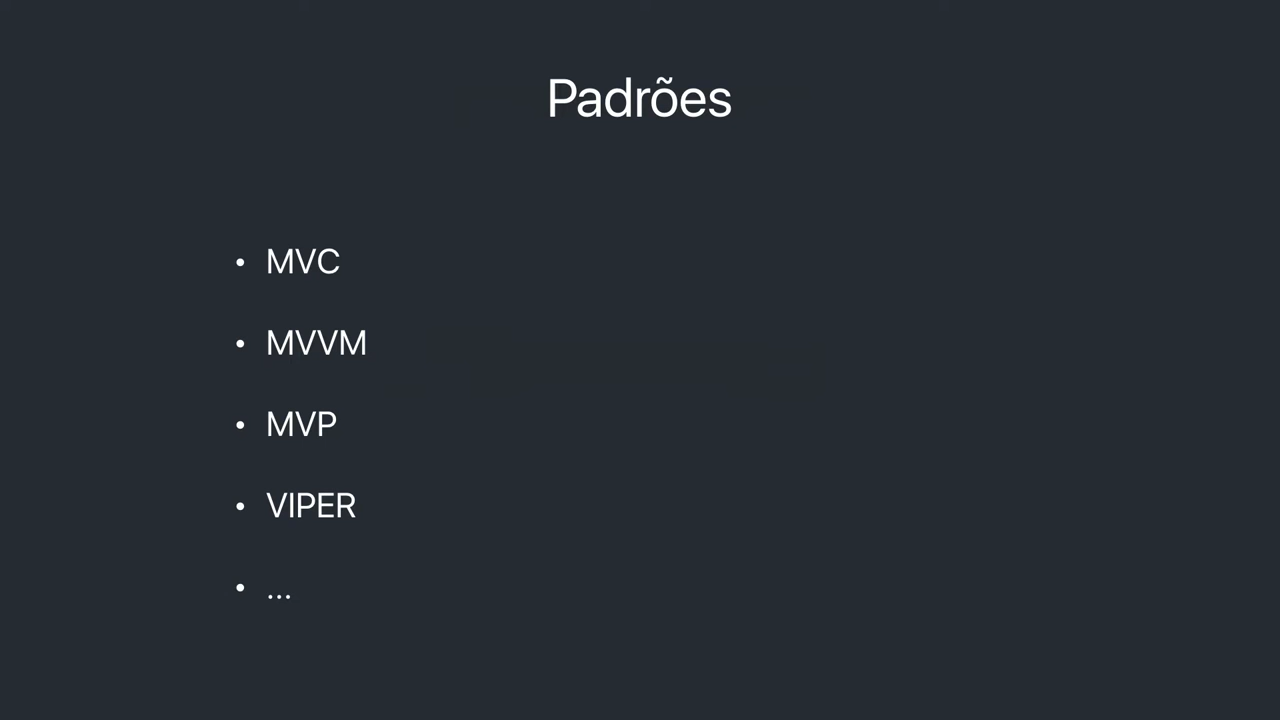 Padrões
• MVC
• MVVM
• MVP
• VIPER
• ...